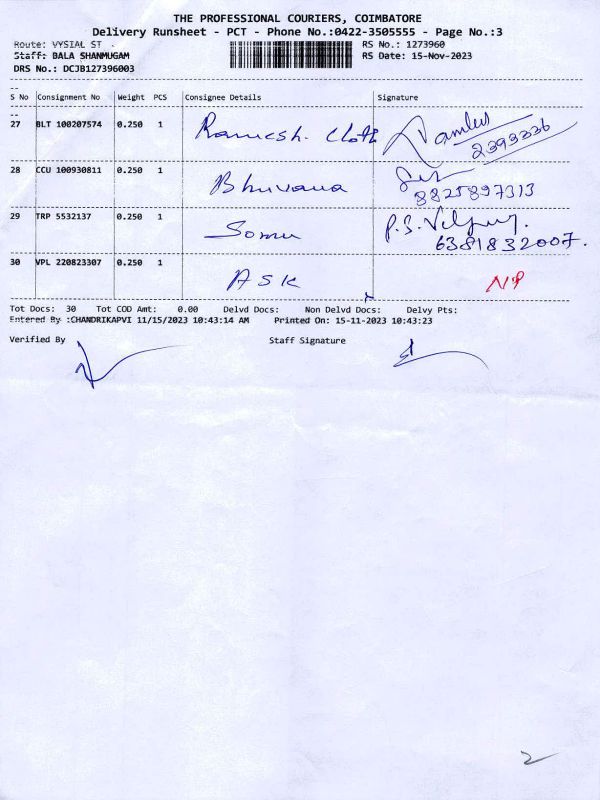 THE PROFESSIONAL COURIERS, COIMBATORE
Delivery Runsheet - PCT - Phone No.:0422-3505555 - Page No.:3
Route: VYSIAL ST . RS No.: 1273960
Staff: BALA SHANMUGAM RS Date: 15-Nov-2023
DRS No.: DCJB127396003
S No Consignment No Weight PCS Consignee Details Signature
27 BLT 100207574 0.250 1 Ramesh. Cloth
2393336
28 CCU 100930811 0.250 1 Bhuvana
8825897313
29 TRP 5532137 0.250 1 Somu
6381832007.
30 VPL 220823307 0.250 1 ASK NP
Tot Docs: 30 Tot COD Amt: 0.00 Delvd Docs: Non Delvd Docs: Delvy Pts:
Entered By :CHANDRIKAPVI 11/15/2023 10:43:14 AM Printed On: 15-11-2023 10:43:23
Verified By Staff Signature
2